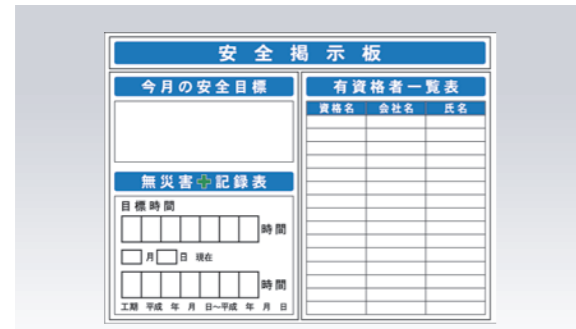 安全掲示板
今月の安全目標
無災害✚記録表
目標時間
時間
月 日 現在
時間
工期 平成 年 月 日～平成 年 月 日
有資格者一覧表
資格名 会社名 氏名